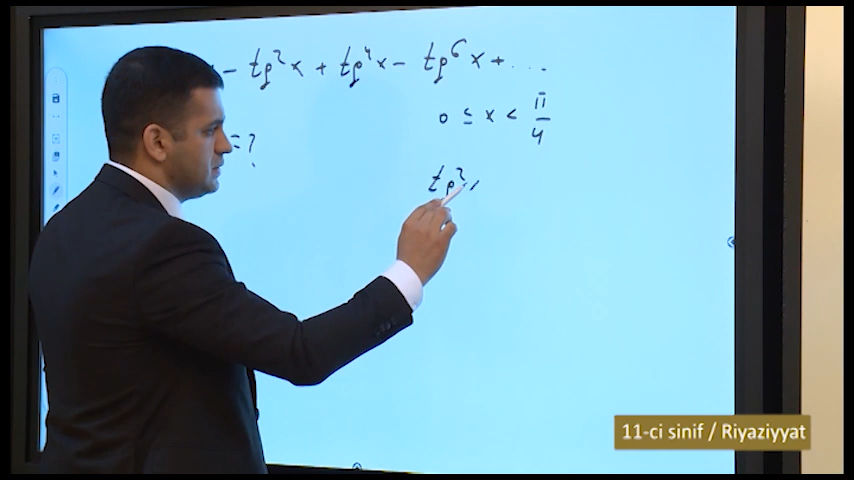 - tg²x + tg⁴x - tg⁶x + ...
0 ≤ x < π/4
= ?
tg²
11-ci sinif / Riyaziyyat